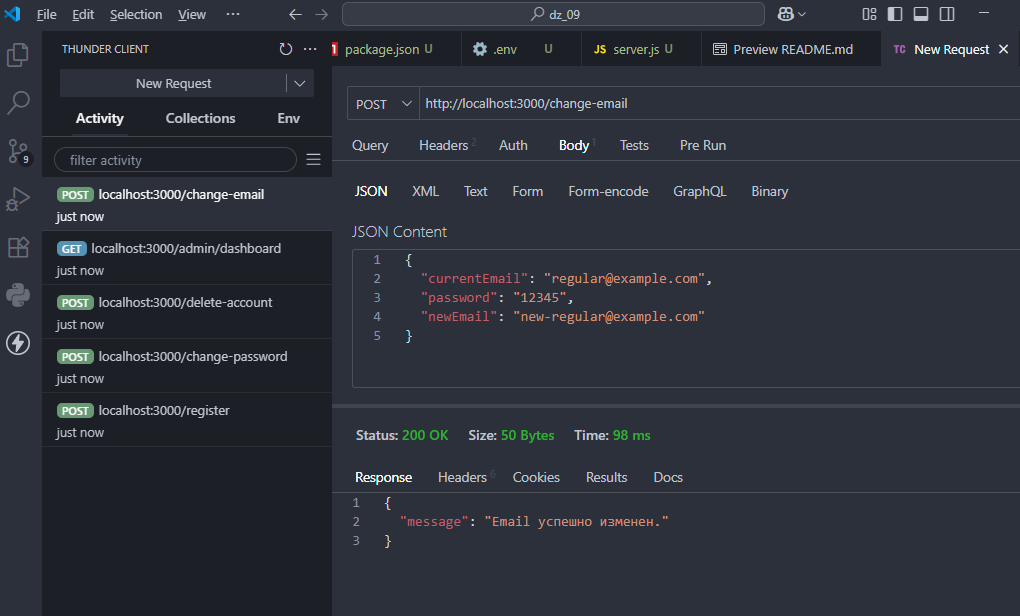 File Edit Selection View ··· dz_09
THUNDER CLIENT
New Request
Activity Collections Env
filter activity
POST localhost:3000/change-email
just now
GET localhost:3000/admin/dashboard
just now
POST localhost:3000/delete-account
just now
POST localhost:3000/change-password
just now
POST localhost:3000/register
just now
9
package.json U .env U JS server.js U Preview README.md TC New Request
POST http://localhost:3000/change-email
Query Headers 2 Auth Body 1 Tests Pre Run
JSON XML Text Form Form-encode GraphQL Binary
JSON Content
1 {
2 "currentEmail": "regular@example.com",
3 "password": "12345",
4 "newEmail": "new-regular@example.com"
5 }
Status: 200 OK Size: 50 Bytes Time: 98 ms
Response Headers 6 Cookies Results Docs
1 {
2 "message": "Email успешно изменен."
3 }